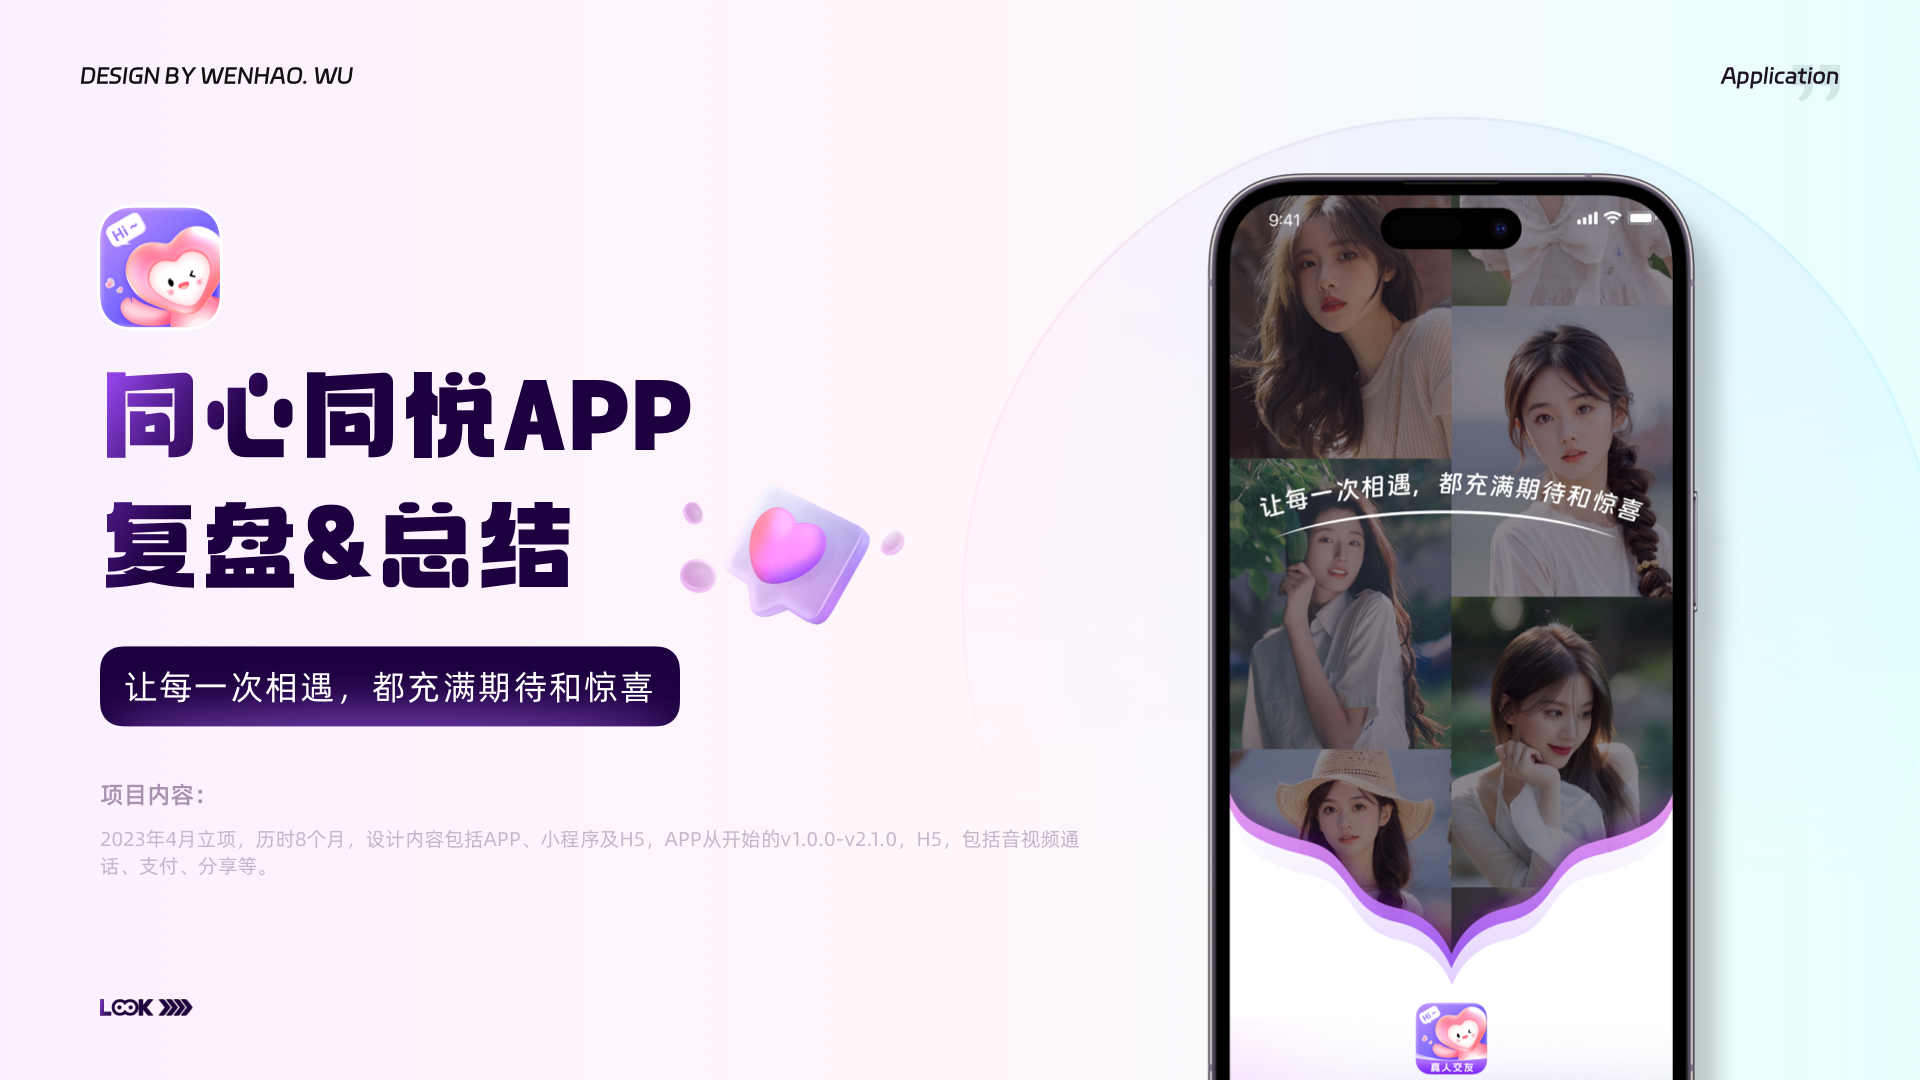 DESIGN BY WENHAO. WU
Application
Hi~
同心同悦APP
复盘&总结
让每一次相遇，都充满期待和惊喜
项目内容：
2023年4月立项，历时8个月，设计内容包括APP、小程序及H5，APP从开始的v1.0.0-v2.1.0，H5，包括音视频通
话、支付、分享等。
LOOK
9:41
让每一次相遇，都充满期待和惊喜
Hi~
真人交友